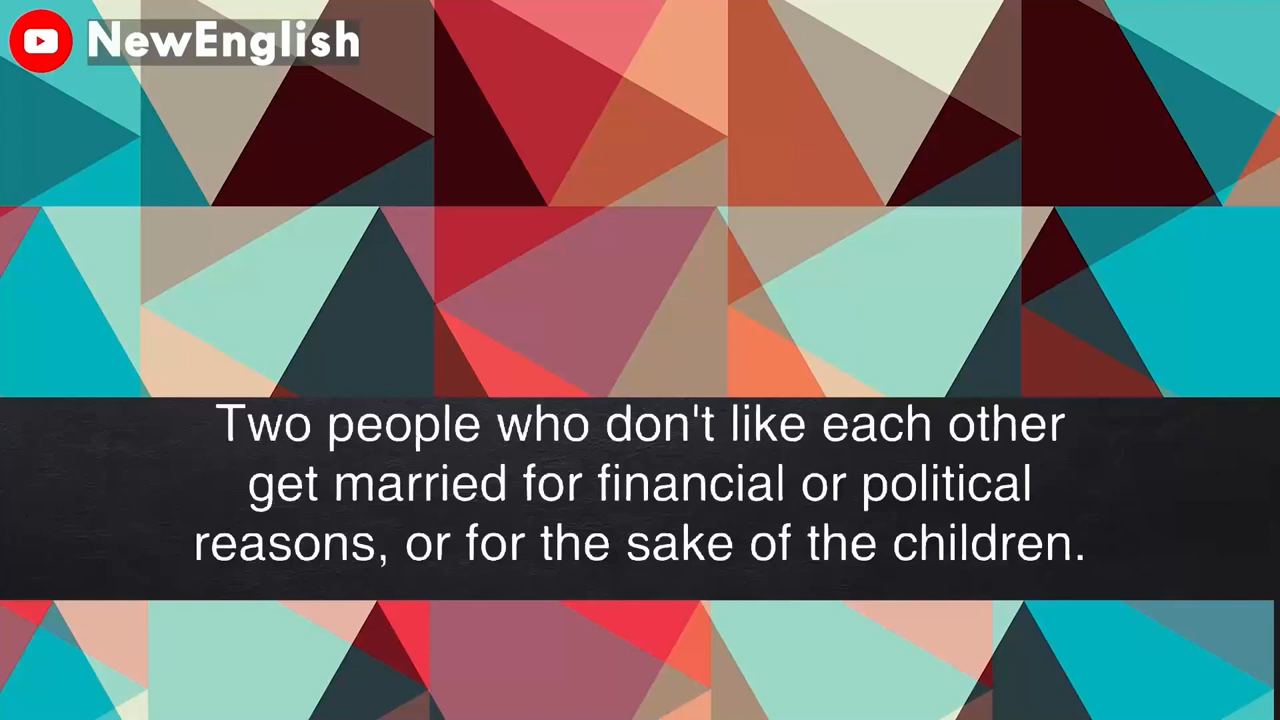 NewEnglish
Two people who don't like each other
get married for financial or political
reasons, or for the sake of the children.